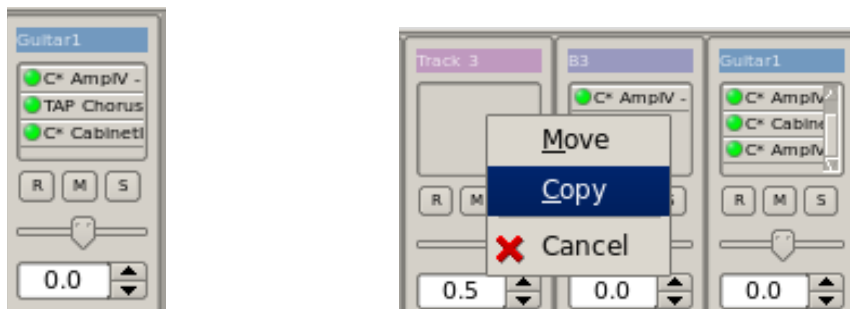 Guitar1
C* AmpIV -
TAP Chorus
C* CabinetI
R M S
0.0
Track 3
B3
Guitar1
C* AmpIV -
C* AmpIV
C* Cabine
C* AmpIV
Move
Copy
Cancel
R M
R M S
0.5
0.0
0.0